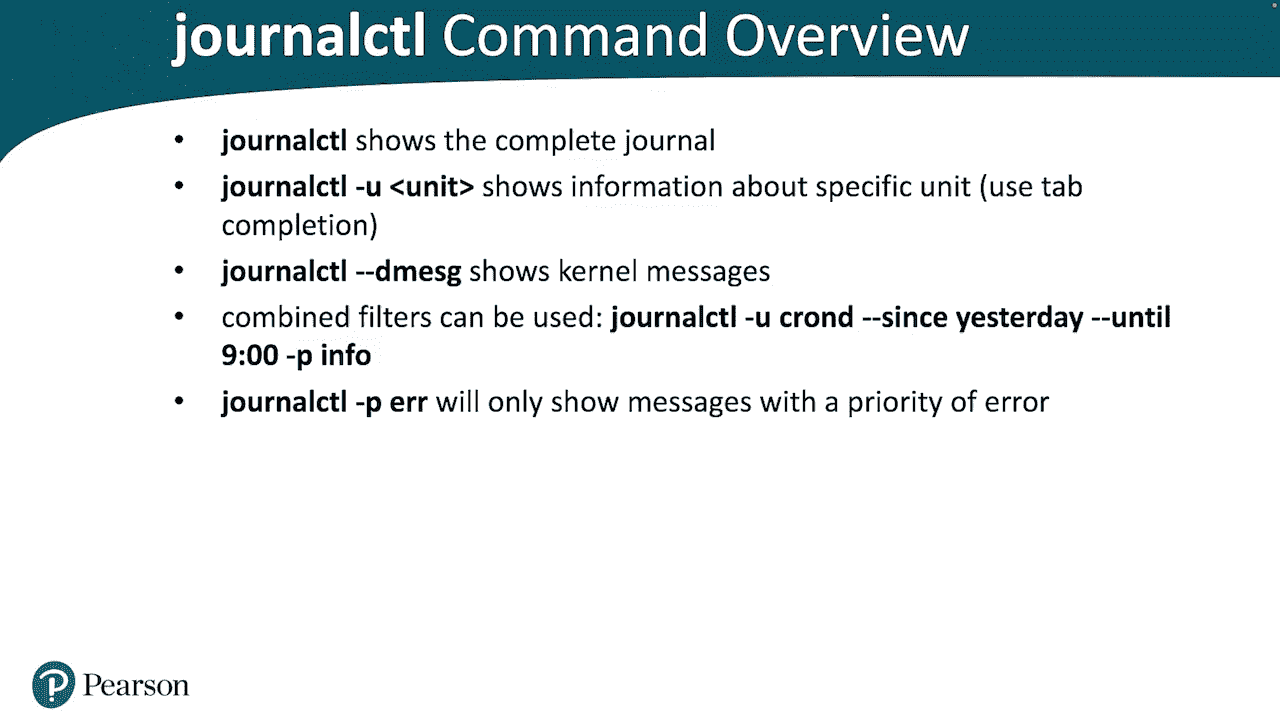 journalctl Command Overview
• journalctl shows the complete journal
• journalctl -u <unit> shows information about specific unit (use tab
completion)
• journalctl --dmesg shows kernel messages
• combined filters can be used: journalctl -u crond --since yesterday --until
9:00 -p info
• journalctl -p err will only show messages with a priority of error
Pearson